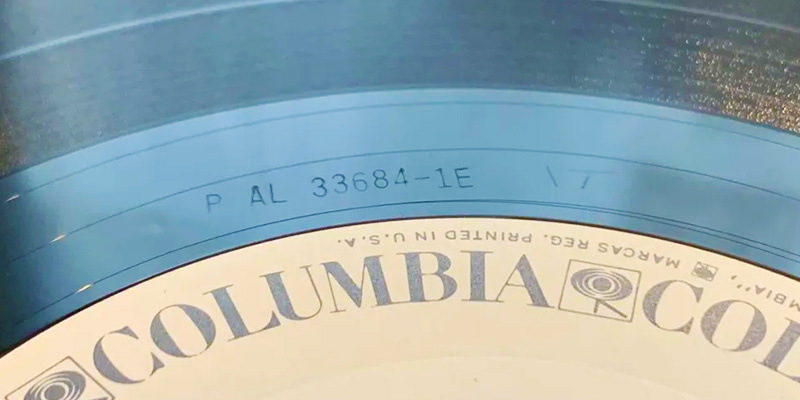 P AL 33684-1E
MARCAS REG. PRINTED IN U.S.A.
COLUMBIA